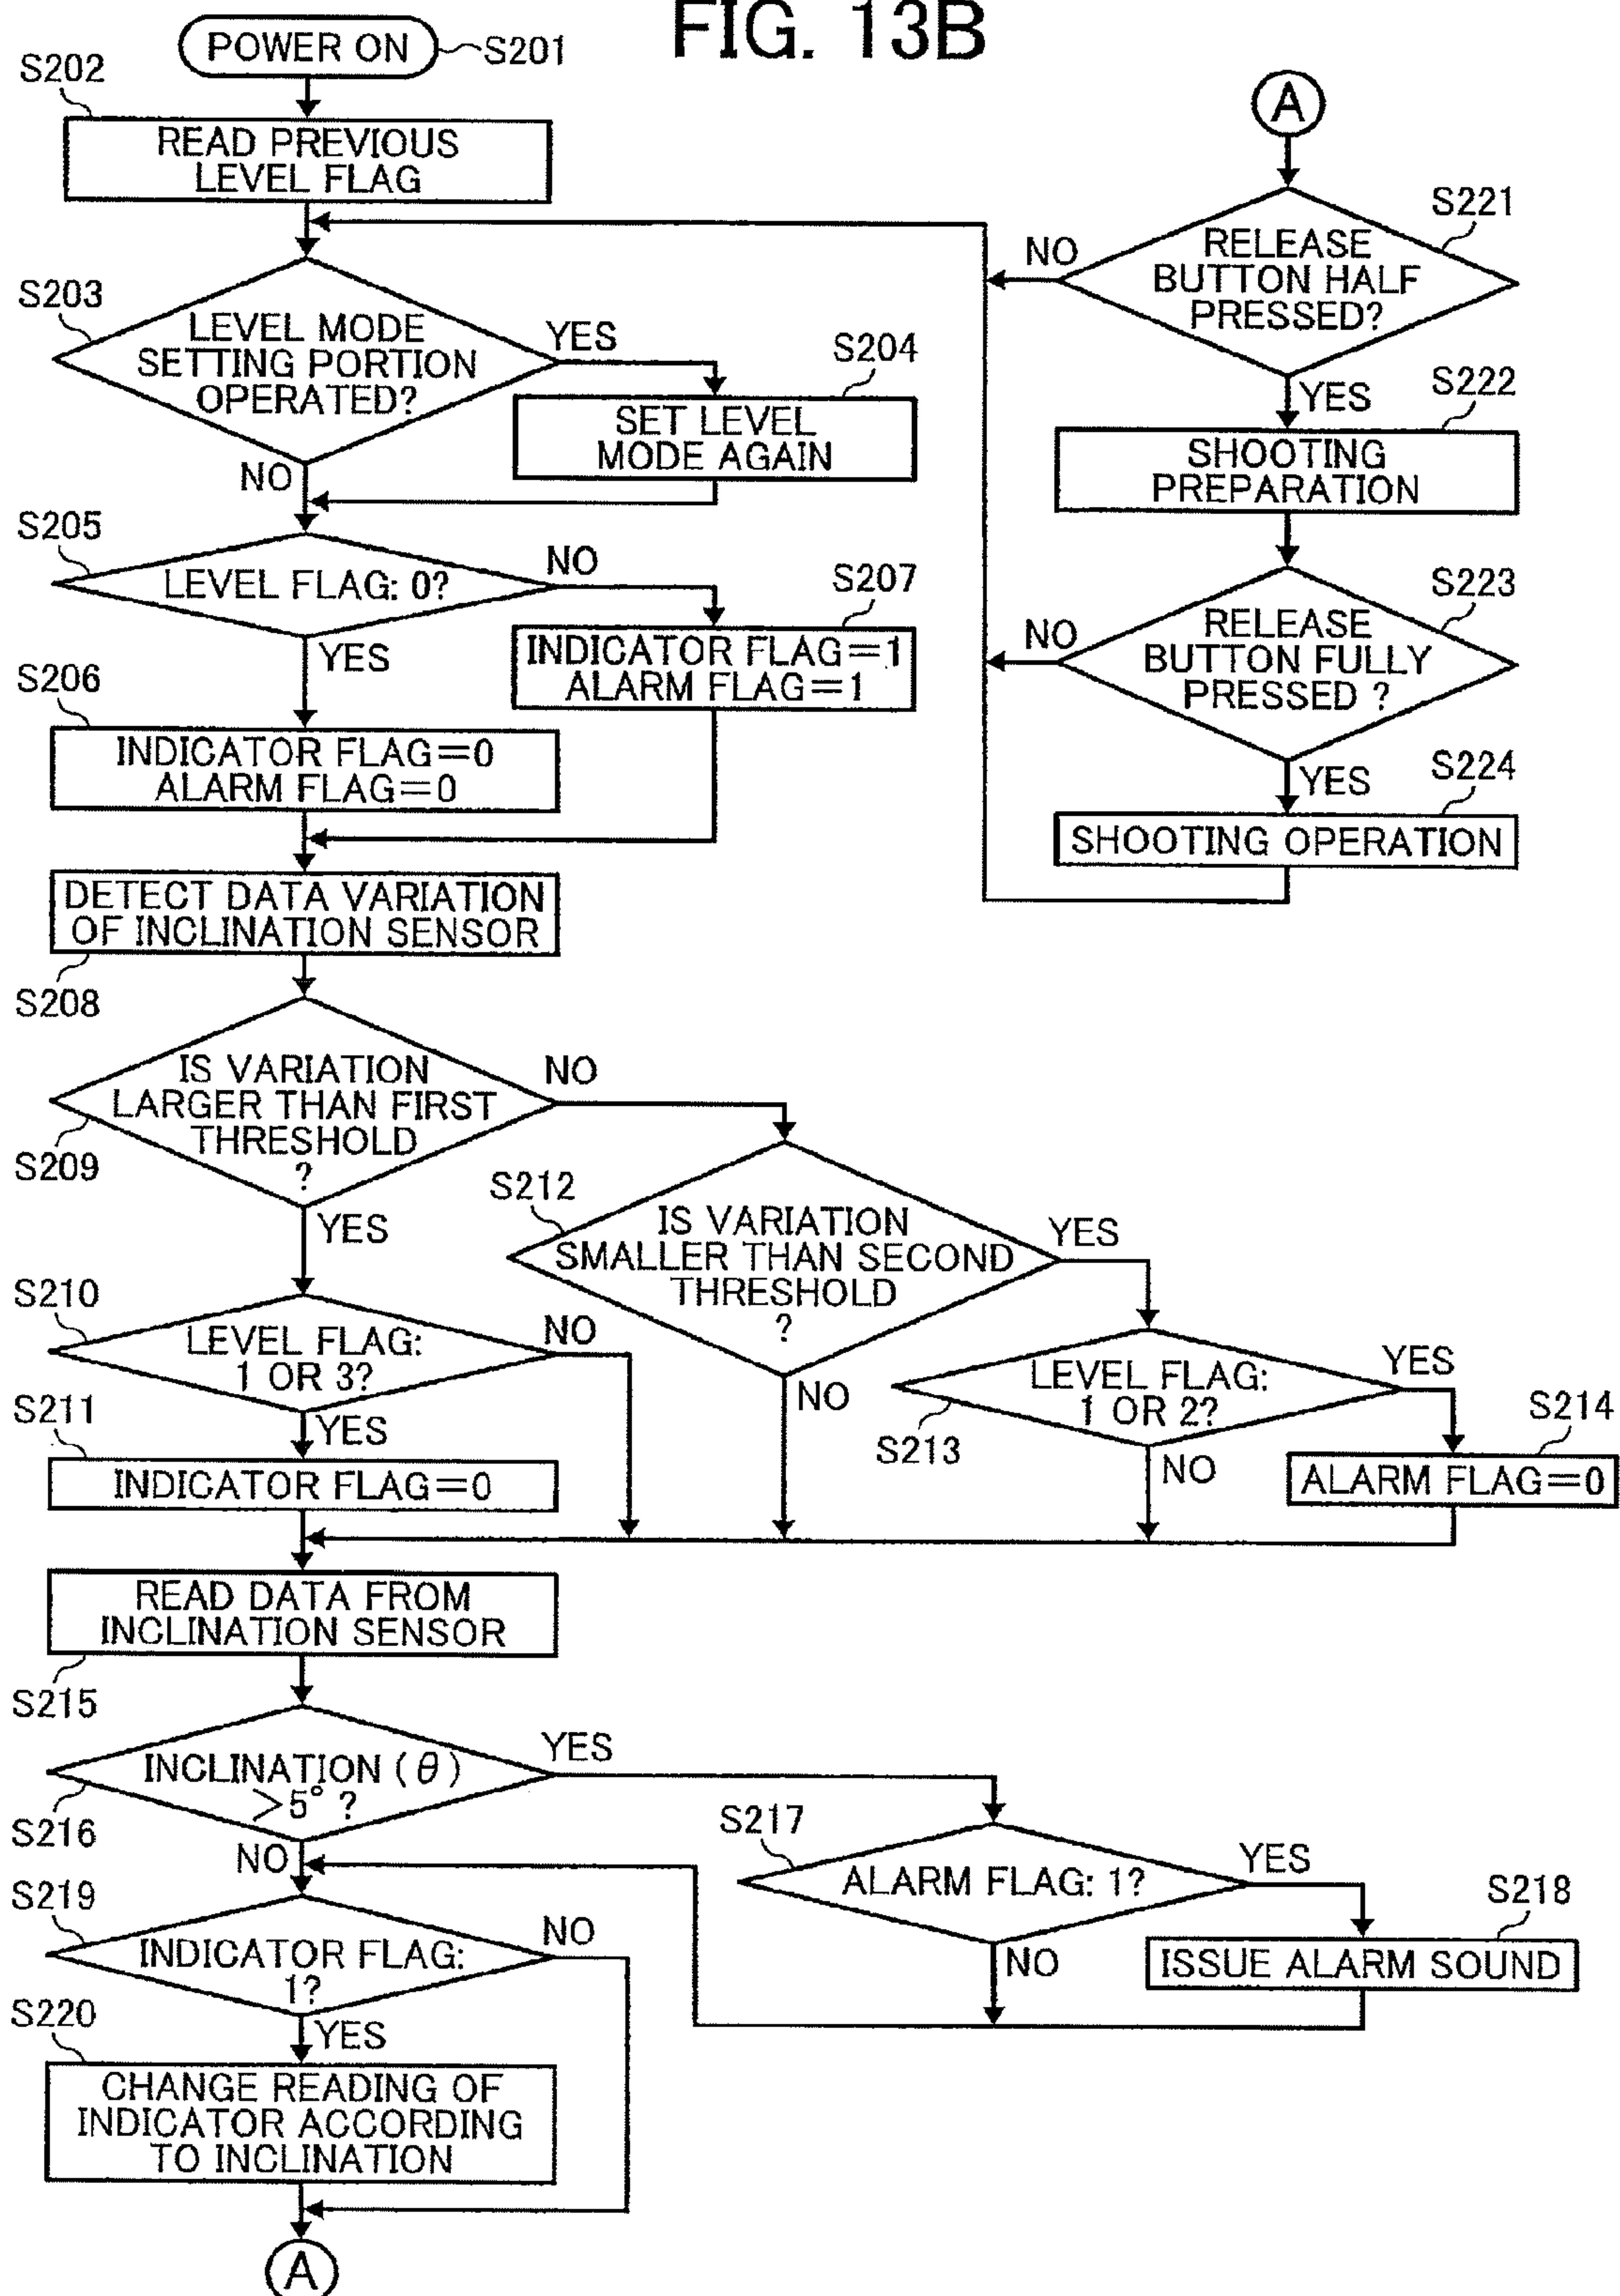 FIG. 13B
POWER ON
S201
S202
READ PREVIOUS
LEVEL FLAG
S203
LEVEL MODE
SETTING PORTION
OPERATED?
YES
NO
S204
SET LEVEL
MODE AGAIN
S205
LEVEL FLAG: 0?
NO
YES
S207
INDICATOR FLAG=1
ALARM FLAG=1
S206
INDICATOR FLAG=0
ALARM FLAG=0
DETECT DATA VARIATION
OF INCLINATION SENSOR
S208
IS VARIATION
LARGER THAN FIRST
THRESHOLD
?
S209
NO
YES
S212
IS VARIATION
SMALLER THAN SECOND
THRESHOLD
?
YES
NO
S210
LEVEL FLAG:
1 OR 3?
NO
YES
S213
LEVEL FLAG:
1 OR 2?
YES
NO
S214
ALARM FLAG=0
S211
INDICATOR FLAG=0
READ DATA FROM
INCLINATION SENSOR
S215
INCLINATION (θ)
>5° ?
S216
YES
NO
S217
ALARM FLAG: 1?
YES
NO
S218
ISSUE ALARM SOUND
S219
INDICATOR FLAG:
1?
NO
YES
S220
CHANGE READING OF
INDICATOR ACCORDING
TO INCLINATION
A
A
S221
RELEASE
BUTTON HALF
PRESSED?
NO
YES
S222
SHOOTING
PREPARATION
S223
RELEASE
BUTTON FULLY
PRESSED ?
NO
YES
S224
SHOOTING OPERATION